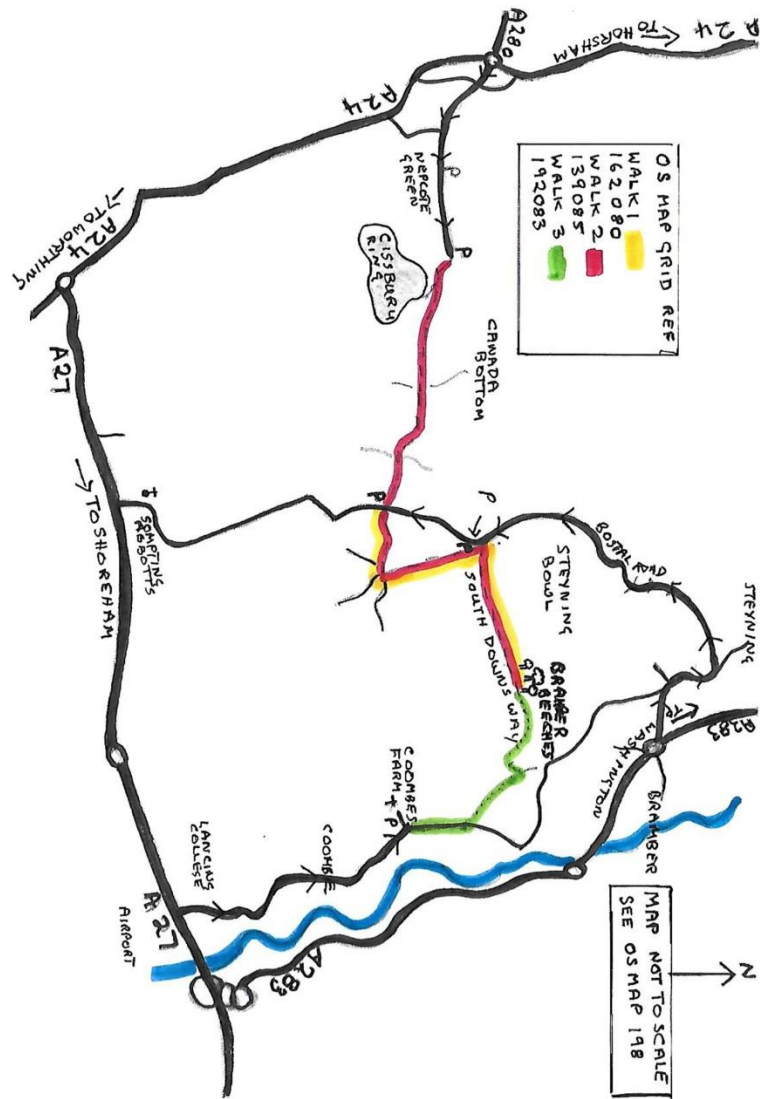 A280
A24
TO HORSHAM
A24
OS MAP GRID REF
WALK 1
162080
WALK 2
139085
WALK 3
192083
NEPCOTE
GREEN
P
CISSBURY
RING
CANADA
BOTTOM
A24
TO WORTHING
A27
TO SHOREHAM
SOMPTING
ABBOTTS
P
P
P
STEYNING
BOWL
BOSTAL ROAD
STEYNING
SOUTH DOWNS WAY
BRAMBER
BEECHES
A283
TO WASHINGTON
BRAMBER
COOMBES
FARM + P
COOMBE
LANCING
COLLEGE
A27
AIRPORT
A283
N
MAP NOT TO SCALE
SEE OS MAP 198